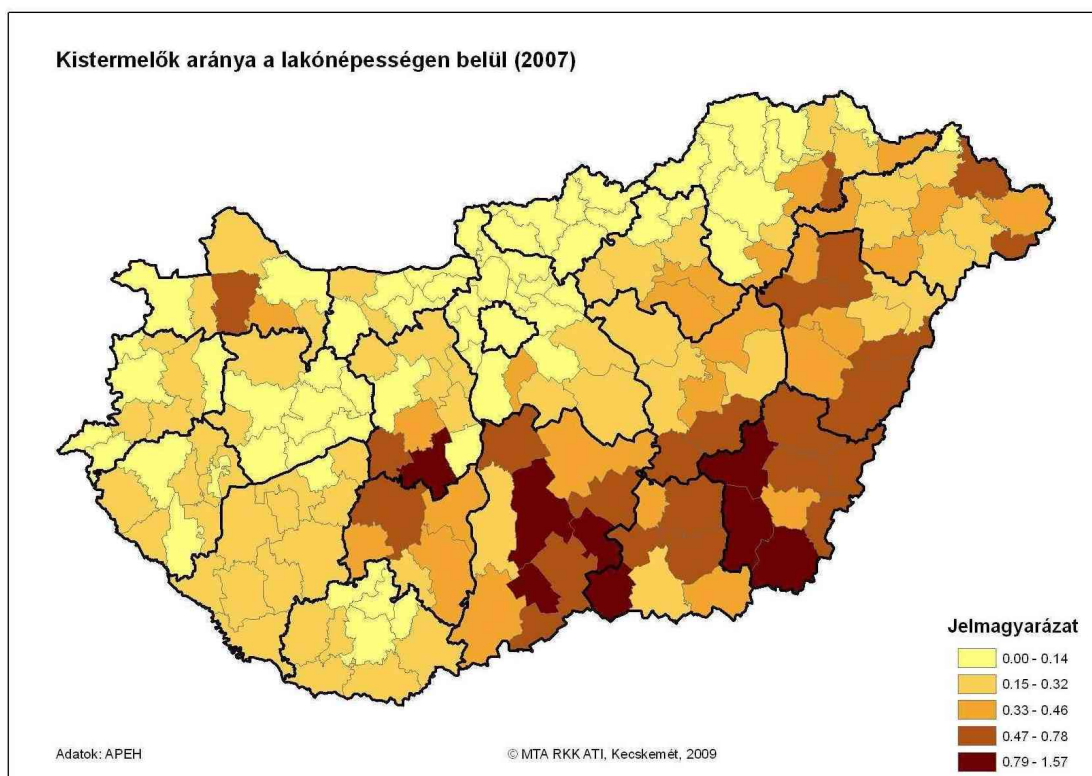 Kistermelők aránya a lakónépességen belül (2007)
Jelmagyarázat
0.00 - 0.14
0.15 - 0.32
0.33 - 0.46
0.47 - 0.78
0.79 - 1.57
Adatok: APEH
© MTA RKK ATI, Kecskemét, 2009